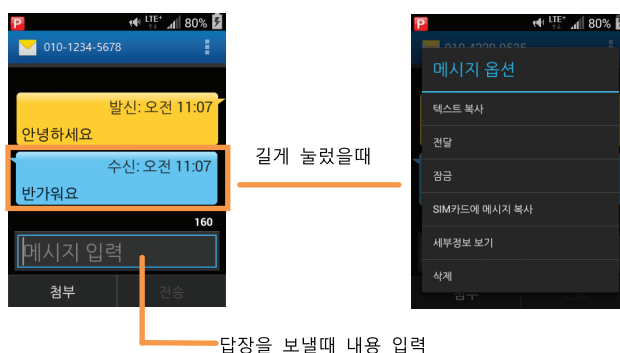 P LTE+ 80%
010-1234-5678
발신: 오전 11:07
안녕하세요
수신: 오전 11:07
반가워요
160
메시지 입력
첨부 전송
길게 눌렀을때
P LTE+ 80%
메시지 옵션
텍스트 복사
전달
잠금
SIM카드에 메시지 복사
세부정보 보기
삭제
첨부
답장을 보낼때 내용 입력